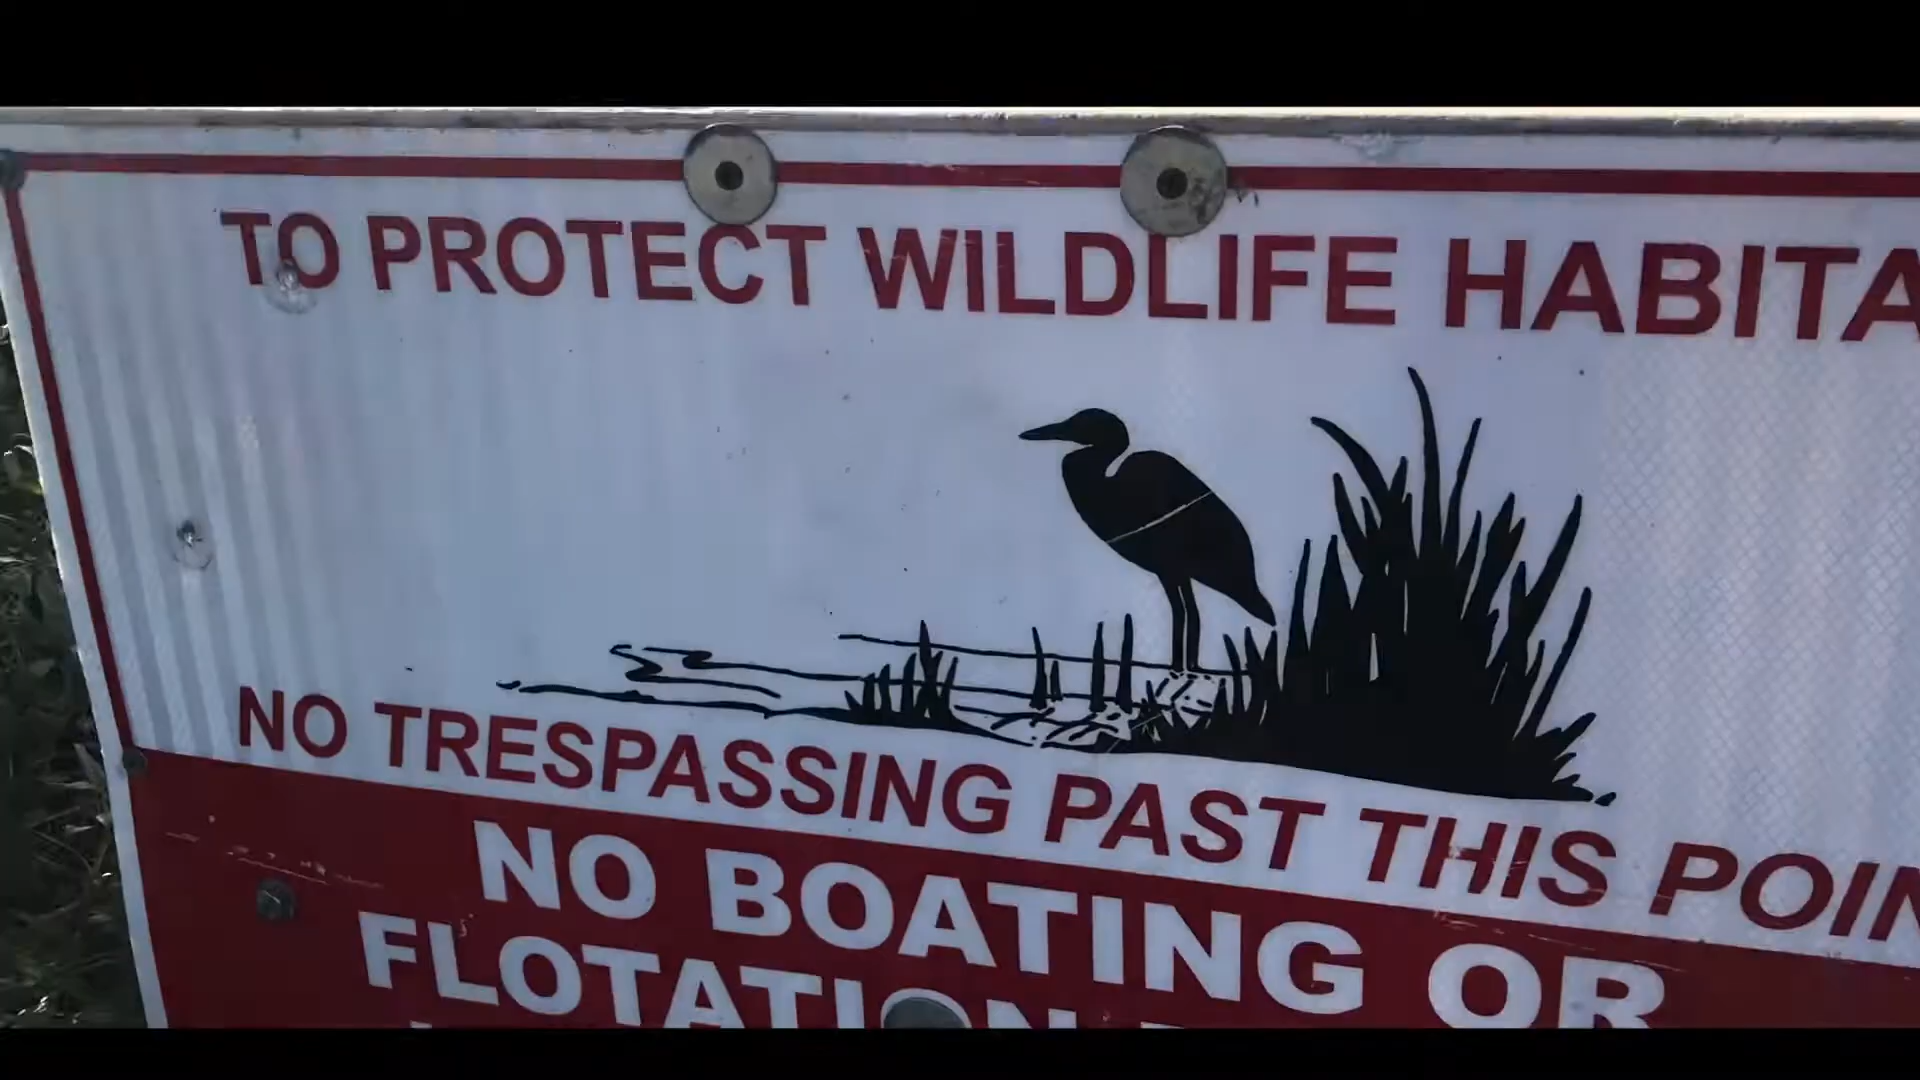 TO PROTECT WILDLIFE HABITA
NO TRESPASSING PAST THIS POIN
NO BOATING OR
FLOTATION